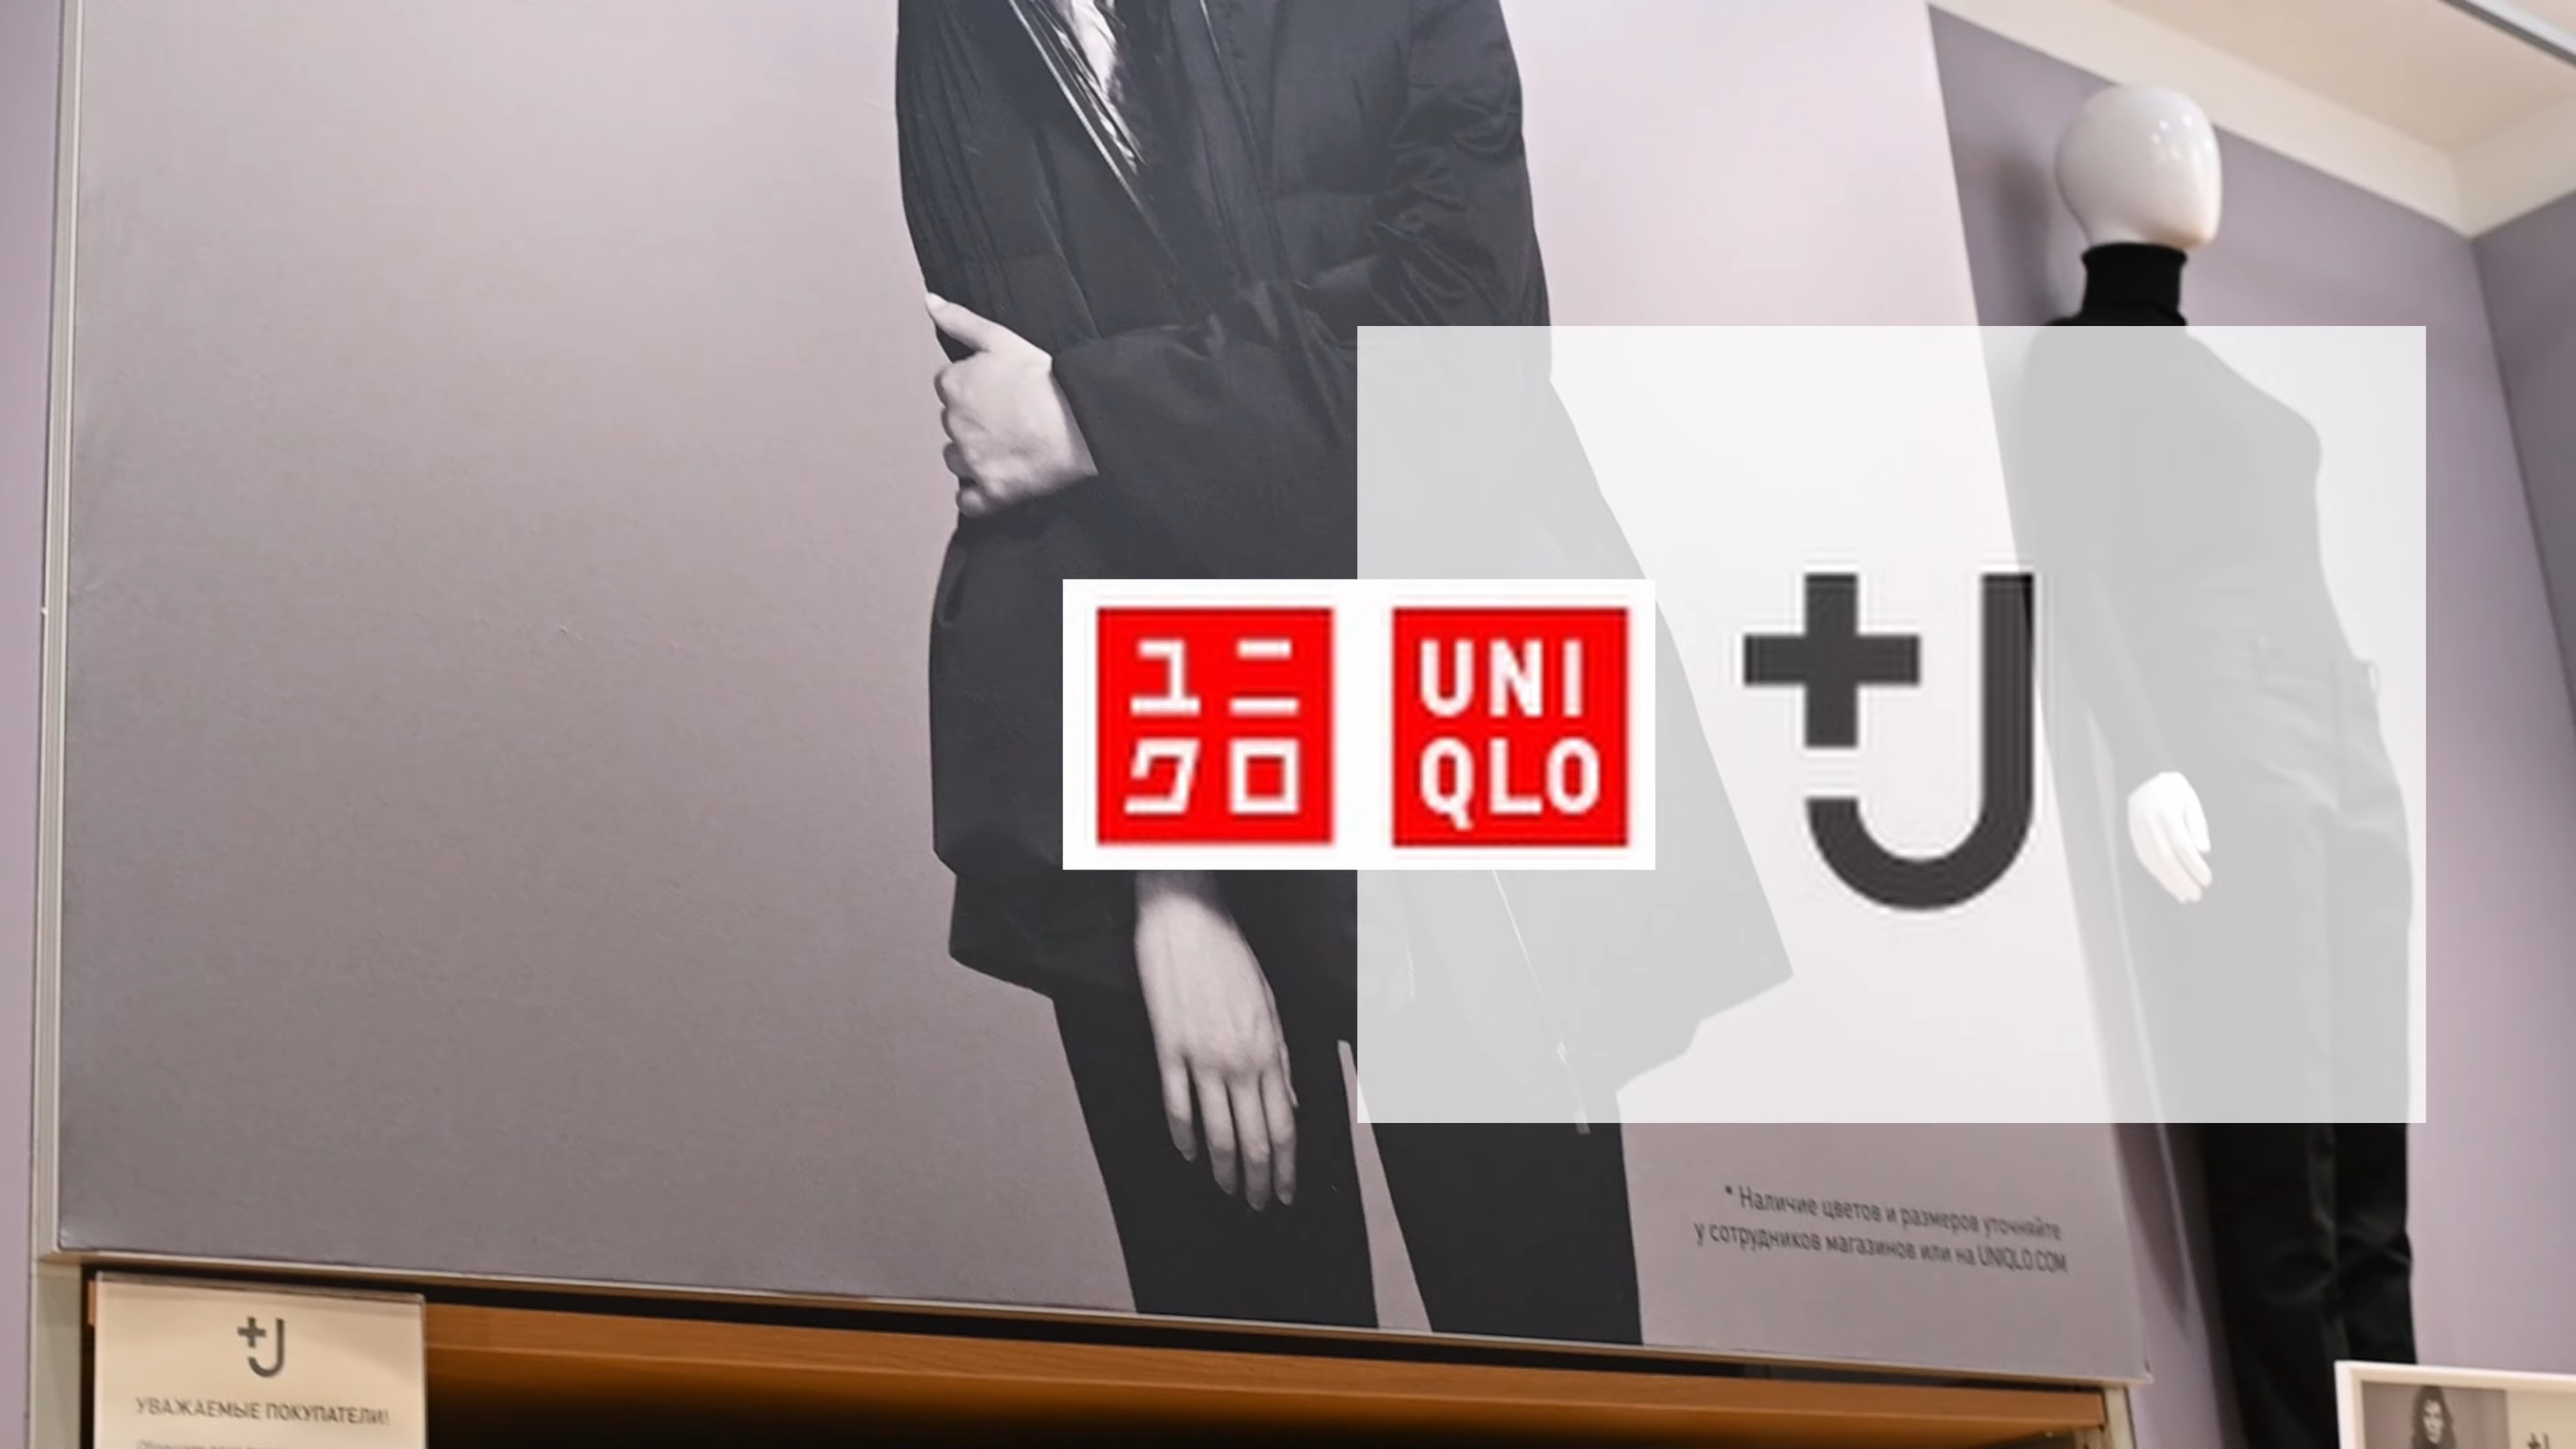 ユニ
クロ
UNI
QLO
+J
* Наличие цветов и размеров уточняйте
у сотрудников магазинов или на UNIQLO.COM
+J
УВАЖАЕМЫЕ ПОКУПАТЕЛИ!
+J